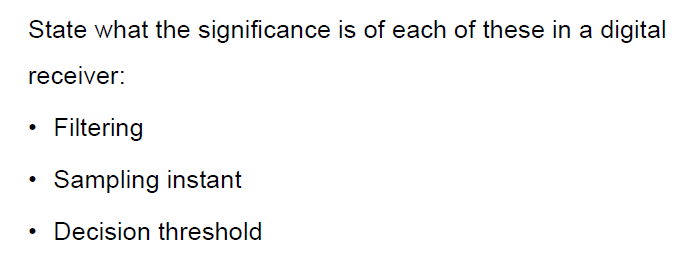 State what the significance is of each of these in a digital
receiver:
• Filtering
• Sampling instant
• Decision threshold